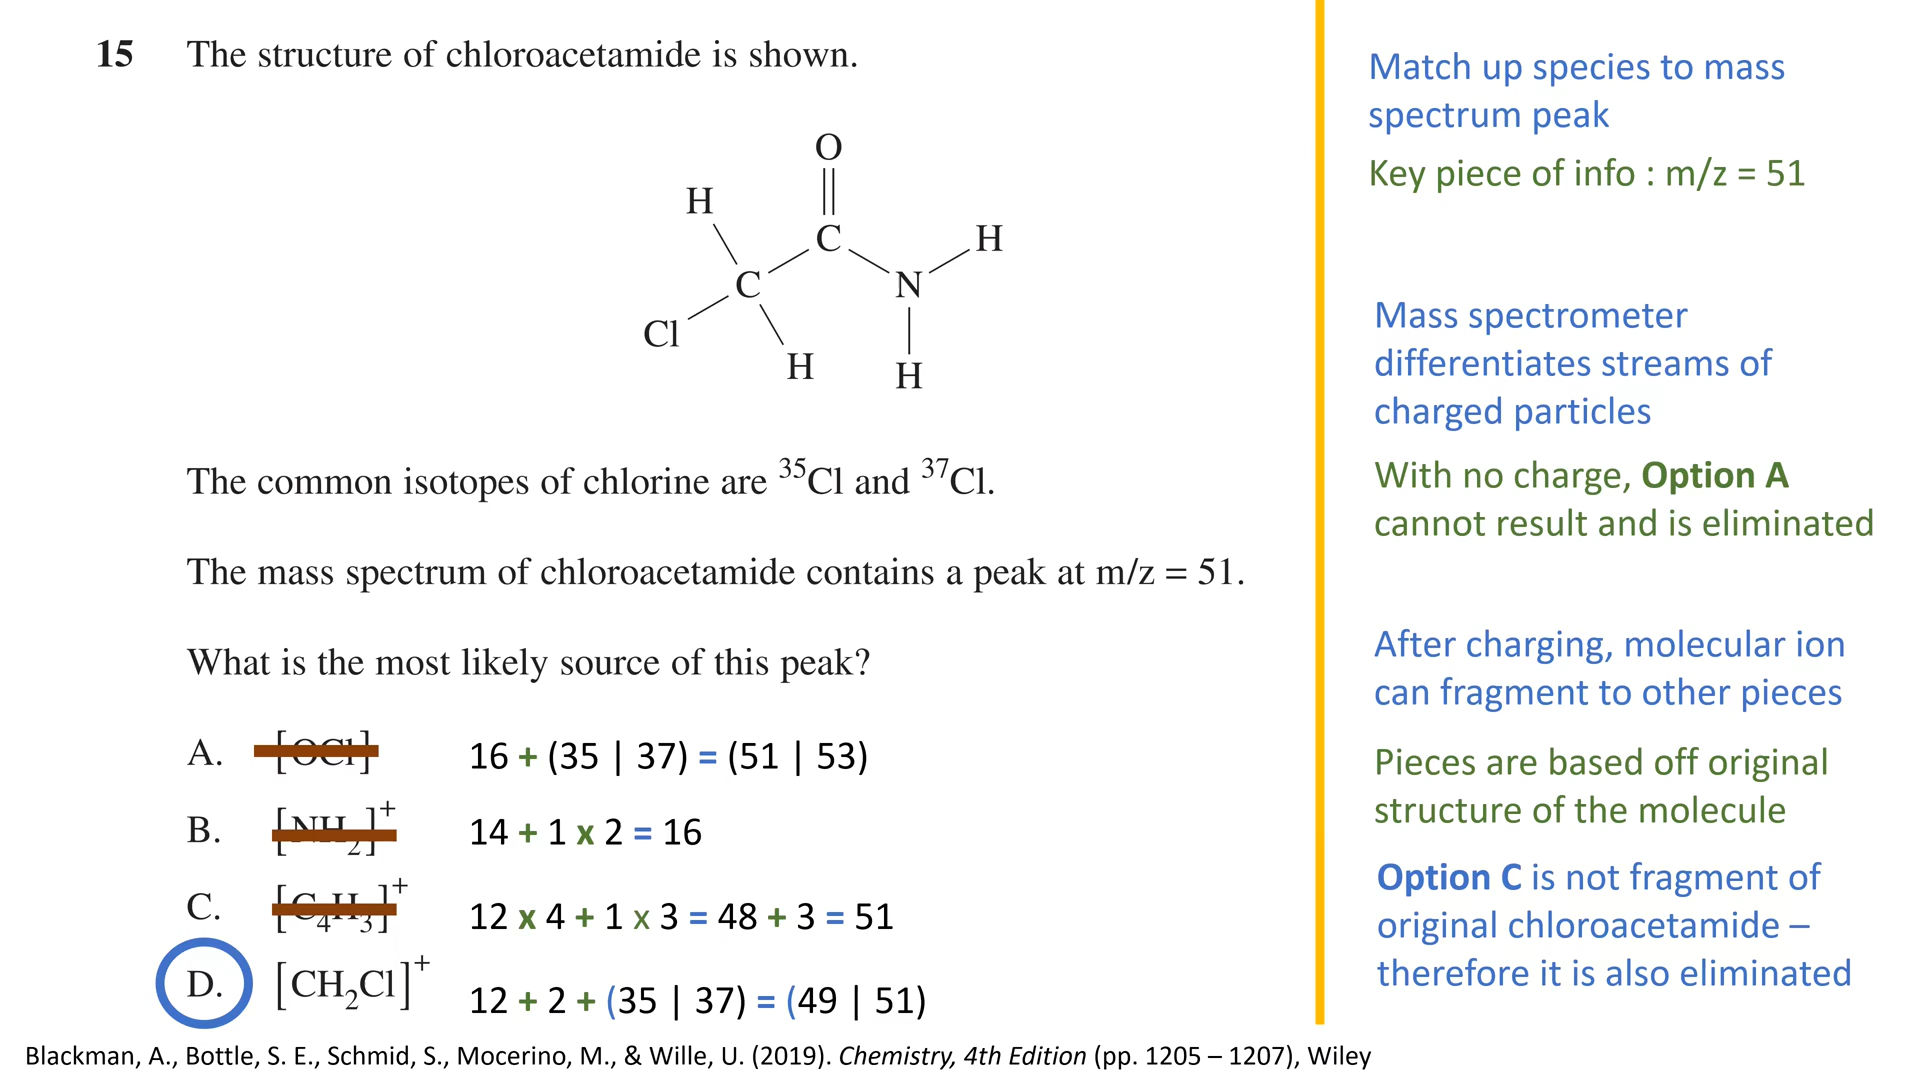 15 The structure of chloroacetamide is shown.
O
H
C
H
C
N
Cl
H
H
The common isotopes of chlorine are ³⁵Cl and ³⁷Cl.
The mass spectrum of chloroacetamide contains a peak at m/z = 51.
What is the most likely source of this peak?
A. [OCl] 16 + (35 | 37) = (51 | 53)
B. [NH₂]⁺ 14 + 1 x 2 = 16
C. [C₄H₃]⁺ 12 x 4 + 1 x 3 = 48 + 3 = 51
D. [CH₂Cl]⁺ 12 + 2 + (35 | 37) = (49 | 51)
Match up species to mass
spectrum peak
Key piece of info : m/z = 51
Mass spectrometer
differentiates streams of
charged particles
With no charge, Option A
cannot result and is eliminated
After charging, molecular ion
can fragment to other pieces
Pieces are based off original
structure of the molecule
Option C is not fragment of
original chloroacetamide –
therefore it is also eliminated
Blackman, A., Bottle, S. E., Schmid, S., Mocerino, M., & Wille, U. (2019). Chemistry, 4th Edition (pp. 1205 – 1207), Wiley